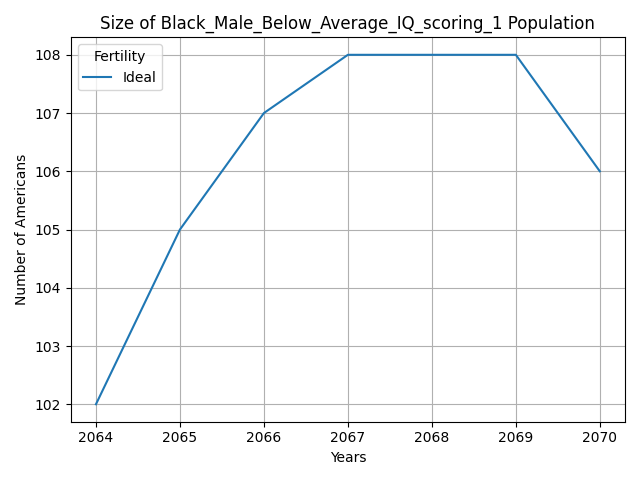 Size of Black_Male_Below_Average_IQ_scoring_1 Population
Fertility
Ideal
108
107
106
105
104
103
102
Number of Americans
2064 2065 2066 2067 2068 2069 2070
Years